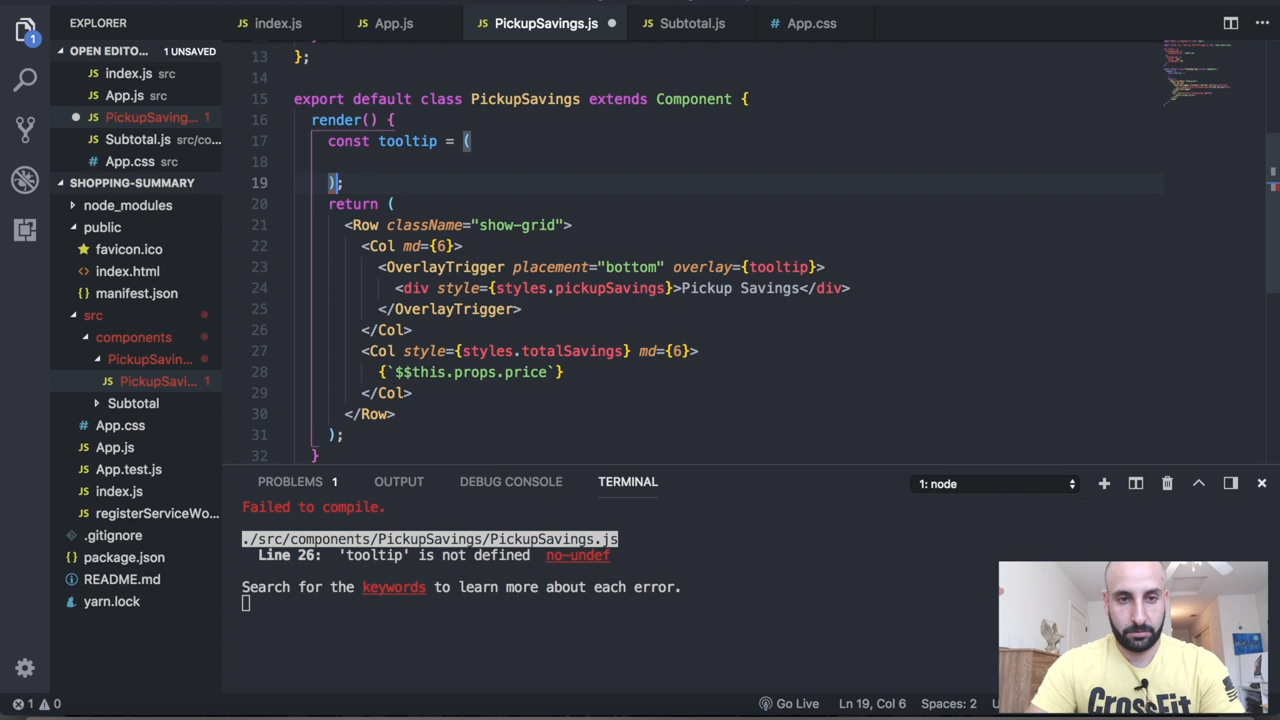 EXPLORER
index.js
App.js
PickupSavings.js
Subtotal.js
App.css
1
OPEN EDITO... 1 UNSAVED
index.js src
App.js src
PickupSaving... 1
Subtotal.js src/co...
App.css src
SHOPPING-SUMMARY
node_modules
public
favicon.ico
index.html
manifest.json
src
components
PickupSavin...
PickupSavi... 1
Subtotal
App.css
App.js
App.test.js
index.js
registerServiceWo...
.gitignore
package.json
README.md
yarn.lock
13 };
14
15 export default class PickupSavings extends Component {
16 render() {
17 const tooltip = (
18
19 );
20 return (
21 <Row className="show-grid">
22 <Col md={6}>
23 <OverlayTrigger placement="bottom" overlay={tooltip}>
24 <div style={styles.pickupSavings}>Pickup Savings</div>
25 </OverlayTrigger>
26 </Col>
27 <Col style={styles.totalSavings} md={6}>
28 {`$$this.props.price`}
29 </Col>
30 </Row>
31 );
32 }
PROBLEMS 1 OUTPUT DEBUG CONSOLE TERMINAL
1: node
Failed to compile.
./src/components/PickupSavings/PickupSavings.js
Line 26: 'tooltip' is not defined no-undef
Search for the keywords to learn more about each error.
CrossFit
1 0
Go Live
Ln 19, Col 6
Spaces: 2